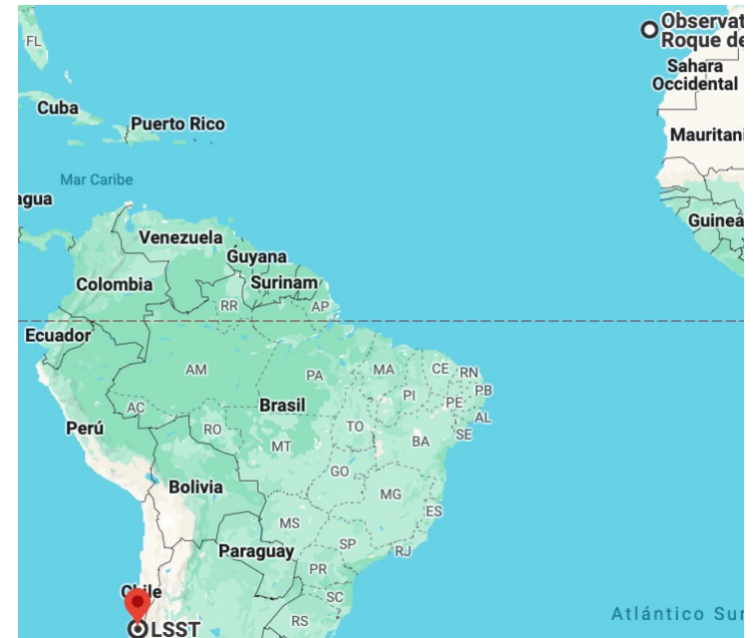 Observat
Roque de
FL
Sahara
Occidental
Cuba
Puerto Rico
Mauritani
Mar Caribe
agua
Guineá
Venezuela
Guyana
Colombia
Surinam
RR
AP
Ecuador
AM
PA
MA
CE
RN
PB
PI
PE
AC
Brasil
AL
Perú
RO
TO
SE
MT
BA
GO
Bolivia
MG
ES
MS
Paraguay
SP
RJ
PR
Chile
SC
Atlántico Sur
RS
LSST